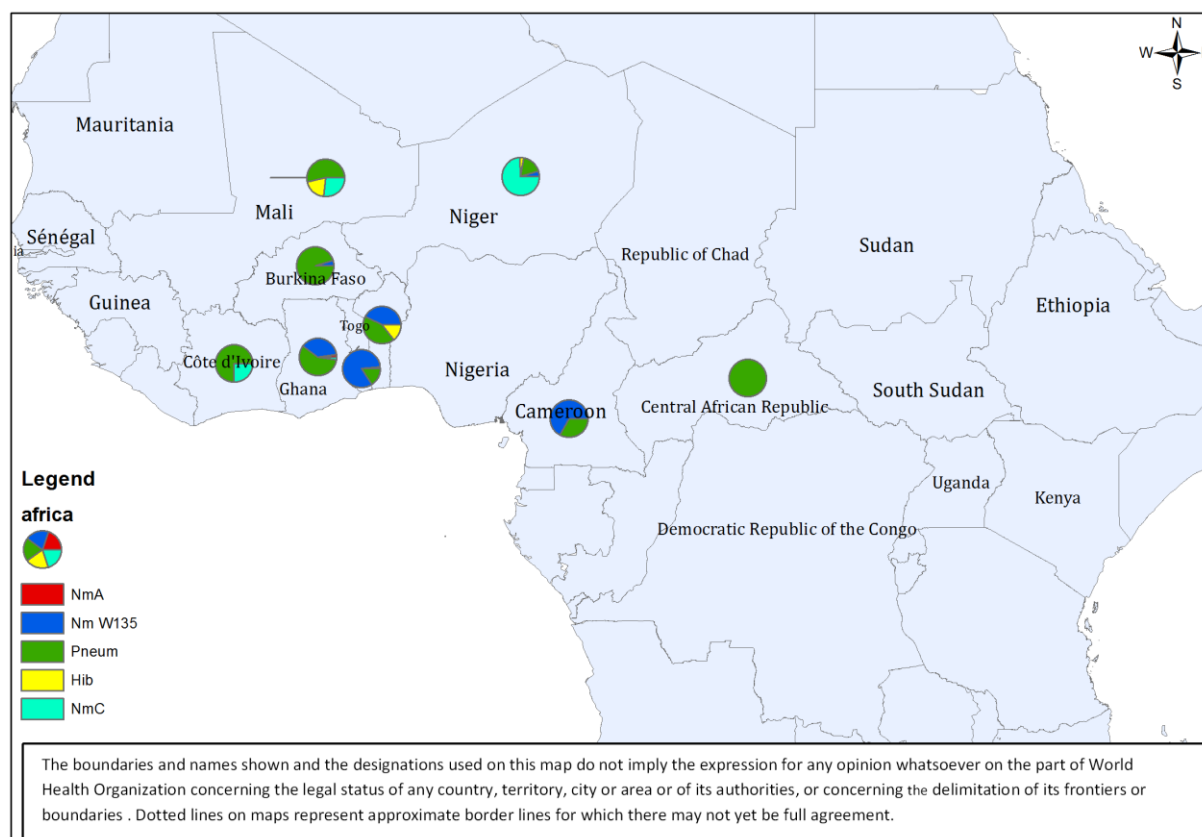 N
W
S
Mauritania
Mali
Niger
Sénégal
ia
Republic of Chad
Sudan
Burkina Faso
Guinea
Ethiopia
Togo
Côte d'Ivoire
Ghana
Nigeria
South Sudan
Cameroon
Central African Republic
Uganda
Kenya
Democratic Republic of the Congo
Legend
africa
NmA
Nm W135
Pneum
Hib
NmC
The boundaries and names shown and the designations used on this map do not imply the expression for any opinion whatsoever on the part of World
Health Organization concerning the legal status of any country, territory, city or area or of its authorities, or concerning the delimitation of its frontiers or
boundaries . Dotted lines on maps represent approximate border lines for which there may not yet be full agreement.